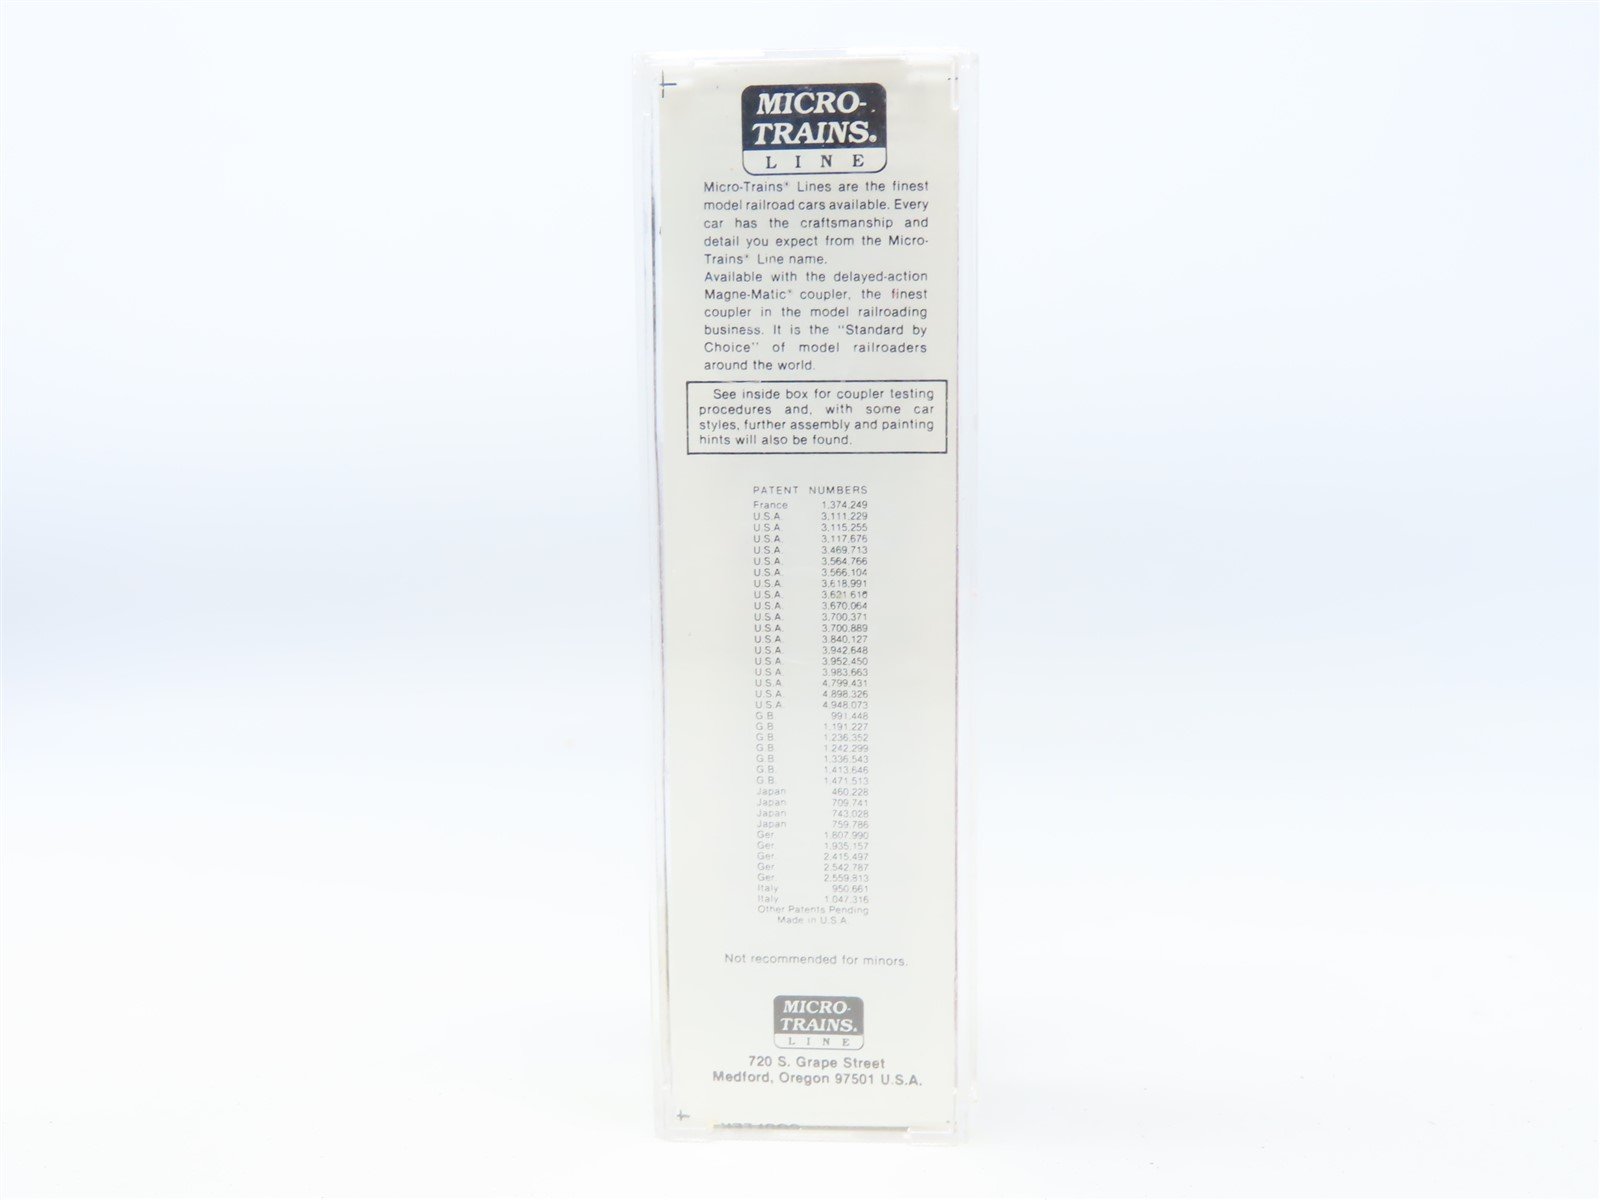 MICRO-
TRAINS®
LINE
Micro-Trains® Lines are the finest
model railroad cars available. Every
car has the craftsmanship and
detail you expect from the Micro-
Trains® Line name.
Available with the delayed-action
Magne-Matic® coupler, the finest
coupler in the model railroading
business. It is the "Standard by
Choice" of model railroaders
around the world.
See inside box for coupler testing
procedures and, with some car
styles, further assembly and painting
hints will also be found.
PATENT NUMBERS
France 1,374,249
U.S.A. 3,111,229
U.S.A. 3,115,255
U.S.A. 3,117,676
U.S.A. 3,469,713
U.S.A. 3,564,766
U.S.A. 3,566,104
U.S.A. 3,618,991
U.S.A. 3,621,616
U.S.A. 3,670,064
U.S.A. 3,700,371
U.S.A. 3,700,889
U.S.A. 3,840,127
U.S.A. 3,942,648
U.S.A. 3,952,450
U.S.A. 3,983,663
U.S.A. 4,799,431
U.S.A. 4,898,326
U.S.A. 4,948,073
G.B. 991,448
G.B. 1,191,227
G.B. 1,236,352
G.B. 1,242,299
G.B. 1,336,543
G.B. 1,413,646
G.B. 1,471,513
Japan 460,228
Japan 709,741
Japan 743,028
Japan 759,786
Ger. 1,807,990
Ger. 1,935,157
Ger. 2,415,497
Ger. 2,542,787
Ger. 2,559,813
Italy 950,661
Italy 1,047,316
Other Patents Pending
Made in U.S.A.
Not recommended for minors.
MICRO-
TRAINS®
LINE
720 S. Grape Street
Medford, Oregon 97501 U.S.A.